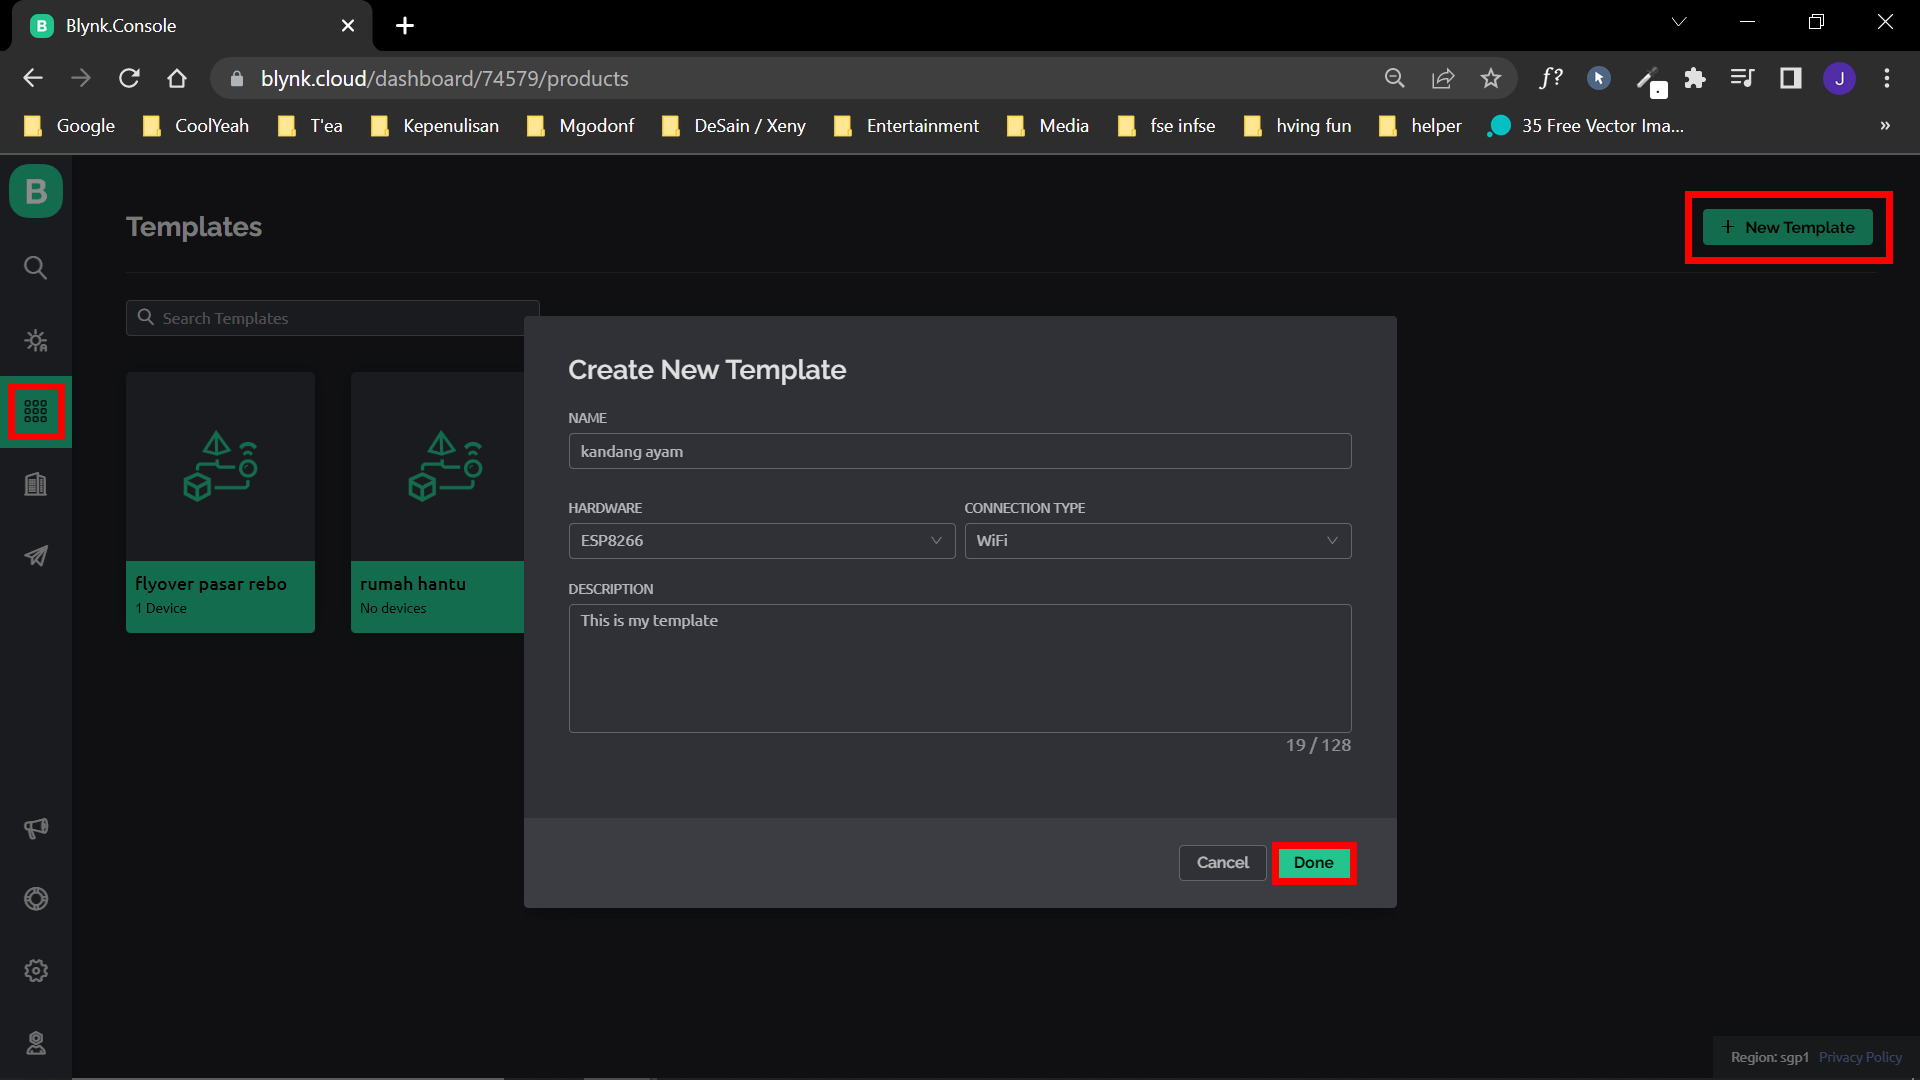 B Blynk.Console
blynk.cloud/dashboard/74579/products
f? J
Google CoolYeah T'ea Kepenulisan Mgodonf DeSain / Xeny Entertainment Media fse infse hving fun helper 35 Free Vector Ima... »
B
Templates
+ New Template
Search Templates
Create New Template
NAME
kandang ayam
HARDWARE CONNECTION TYPE
ESP8266 WiFi
DESCRIPTION
This is my template
19 / 128
flyover pasar rebo
1 Device
rumah hantu
No devices
Cancel Done
Region: sgp1 Privacy Policy